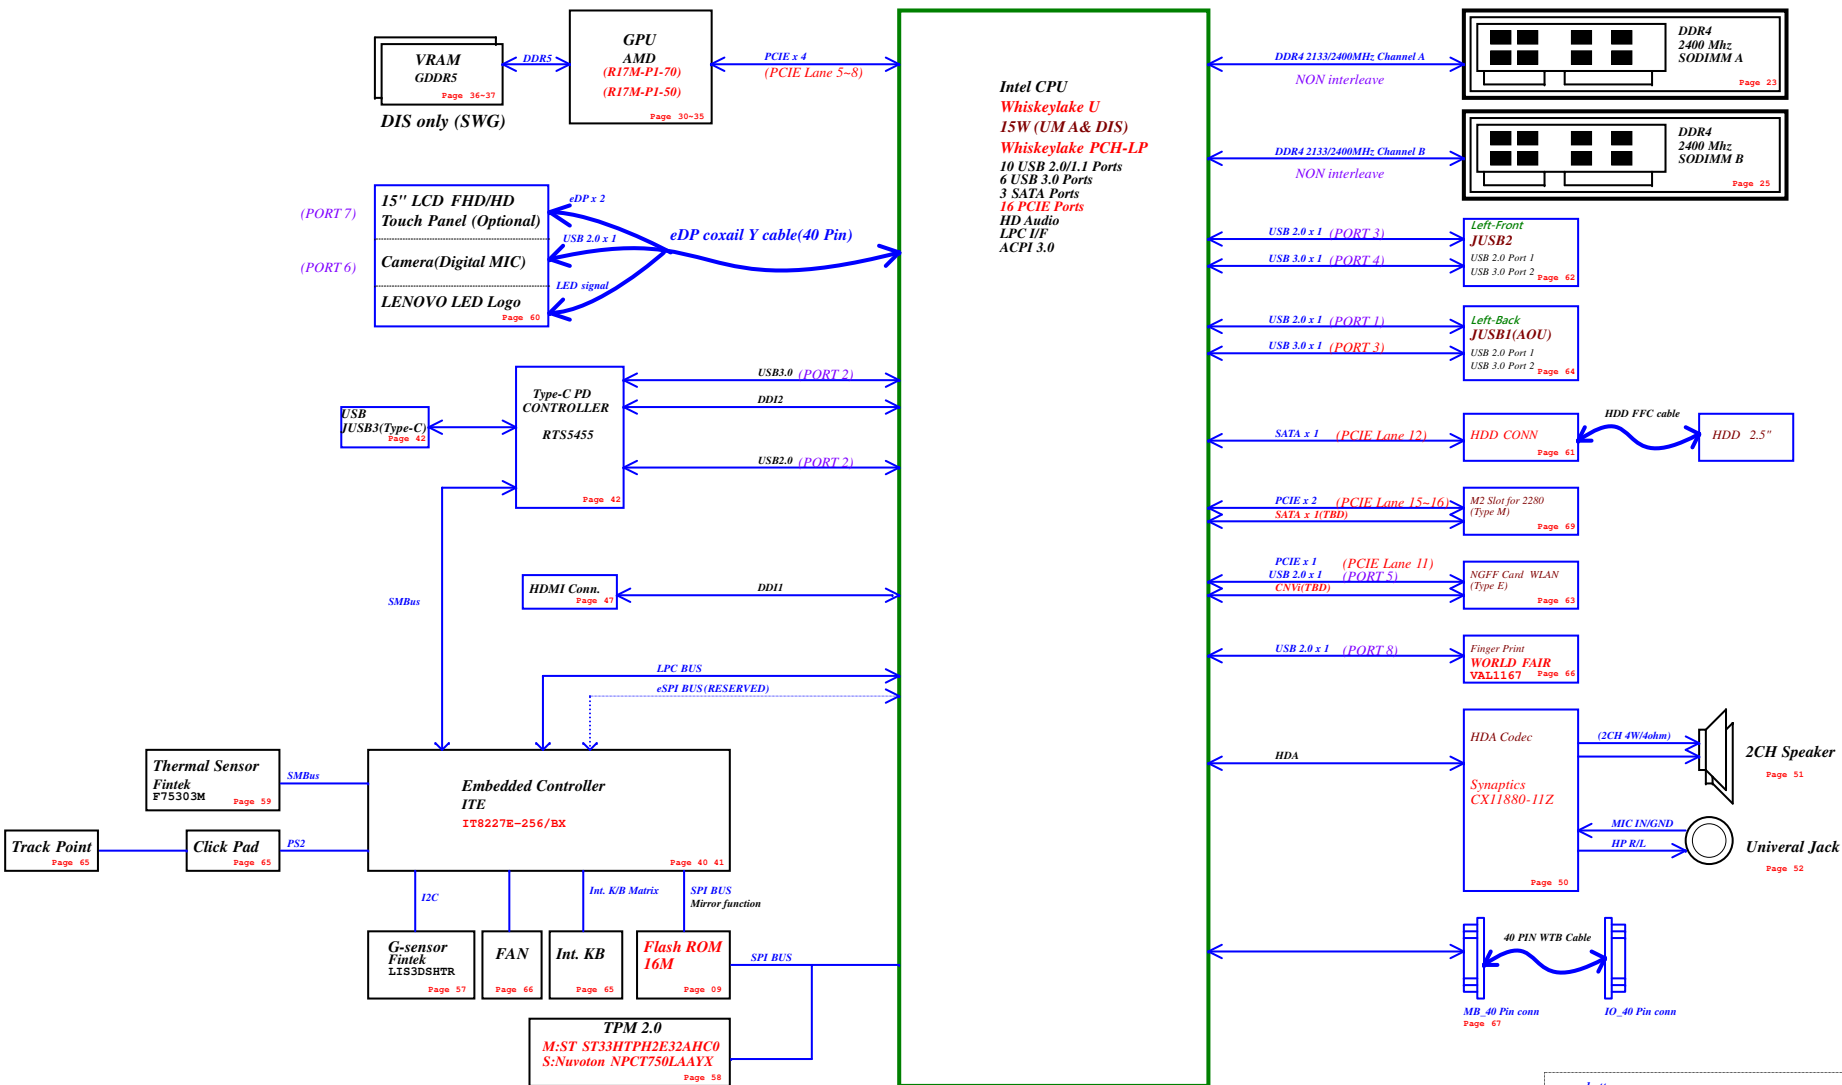 VRAM
GDDR5
Page 36~37
DIS only (SWG)
DDR5
GPU
AMD
(R17M-P1-70)
(R17M-P1-50)
Page 30~35
PCIE x 4
(PCIE Lane 5~8)
(PORT 7)
15" LCD FHD/HD
Touch Panel (Optional)
(PORT 6)
Camera(Digital MIC)
LENOVO LED Logo
Page 60
eDP x 2
USB 2.0 x 1
LED signal
eDP coxail Y cable(40 Pin)
USB
JUSB3(Type-C)
Page 42
Type-C PD
CONTROLLER
RTS5455
Page 42
USB3.0 (PORT 2)
DDI2
USB2.0 (PORT 2)
SMBus
HDMI Conn.
Page 47
DDI1
LPC BUS
eSPI BUS(RESERVED)
Thermal Sensor
Fintek
F75303M
Page 59
SMBus
Track Point
Page 65
Click Pad
Page 65
PS2
Embedded Controller
ITE
IT8227E-256/BX
Page 40 41
I2C
Int. K/B Matrix
SPI BUS
Mirror function
G-sensor
Fintek
LIS3DSHTR
Page 57
FAN
Page 66
Int. KB
Page 65
Flash ROM
16M
Page 09
SPI BUS
TPM 2.0
M:ST ST33HTPH2E32AHC0
S:Nuvoton NPCT750LAAYX
Page 58
Intel CPU
Whiskeylake U
15W (UM A& DIS)
Whiskeylake PCH-LP
10 USB 2.0/1.1 Ports
6 USB 3.0 Ports
3 SATA Ports
16 PCIE Ports
HD Audio
LPC I/F
ACPI 3.0
DDR4 2133/2400MHz Channel A
NON interleave
DDR4
2400 Mhz
SODIMM A
Page 23
DDR4 2133/2400MHz Channel B
NON interleave
DDR4
2400 Mhz
SODIMM B
Page 25
USB 2.0 x 1 (PORT 3)
USB 3.0 x 1 (PORT 4)
Left-Front
JUSB2
USB 2.0 Port 1
USB 3.0 Port 2
Page 62
USB 2.0 x 1 (PORT 1)
USB 3.0 x 1 (PORT 3)
Left-Back
JUSB1(AOU)
USB 2.0 Port 1
USB 3.0 Port 2
Page 64
SATA x 1 (PCIE Lane 12)
HDD CONN
Page 61
HDD FFC cable
HDD 2.5"
PCIE x 2 (PCIE Lane 15~16)
SATA x 1(TBD)
M2 Slot for 2280
(Type M)
Page 69
PCIE x 1 (PCIE Lane 11)
USB 2.0 x 1 (PORT 5)
CNVi(TBD)
NGFF Card WLAN
(Type E)
Page 63
USB 2.0 x 1 (PORT 8)
Finger Print
WORLD FAIR
VAL1167
Page 66
HDA
HDA Codec
Synaptics
CX11880-11Z
Page 50
(2CH 4W/4ohm)
2CH Speaker
Page 51
MIC IN/GND
HP R/L
Univeral Jack
Page 52
40 PIN WTB Cable
MB_40 Pin conn
Page 67
IO_40 Pin conn